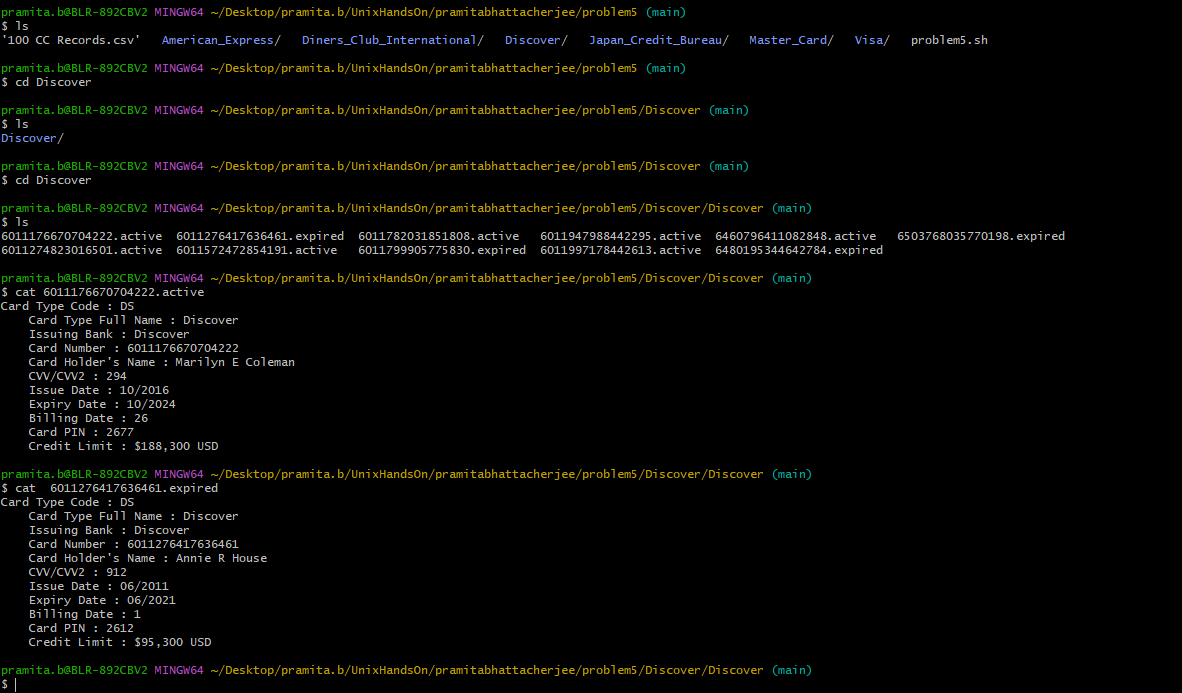 pramita.b@BLR-892CBV2 MINGW64 ~/Desktop/pramita.b/UnixHandsOn/pramitabhattacherjee/problem5 (main)
$ ls
'100 CC Records.csv'   American_Express/   Diners_Club_International/   Discover/   Japan_Credit_Bureau/   Master_Card/   Visa/   problem5.sh
pramita.b@BLR-892CBV2 MINGW64 ~/Desktop/pramita.b/UnixHandsOn/pramitabhattacherjee/problem5 (main)
$ cd Discover
pramita.b@BLR-892CBV2 MINGW64 ~/Desktop/pramita.b/UnixHandsOn/pramitabhattacherjee/problem5/Discover (main)
$ ls
Discover/
pramita.b@BLR-892CBV2 MINGW64 ~/Desktop/pramita.b/UnixHandsOn/pramitabhattacherjee/problem5/Discover (main)
$ cd Discover
pramita.b@BLR-892CBV2 MINGW64 ~/Desktop/pramita.b/UnixHandsOn/pramitabhattacherjee/problem5/Discover/Discover (main)
$ ls
6011176670704222.active  6011276417636461.expired  6011782031851808.active   6011947988442295.active  6460796411082848.active   6503768035770198.expired
6011274823016501.active  6011572472854191.active   6011799905775830.expired  6011997178442613.active  6480195344642784.expired
pramita.b@BLR-892CBV2 MINGW64 ~/Desktop/pramita.b/UnixHandsOn/pramitabhattacherjee/problem5/Discover/Discover (main)
$ cat 6011176670704222.active
Card Type Code : DS
    Card Type Full Name : Discover
    Issuing Bank : Discover
    Card Number : 6011176670704222
    Card Holder's Name : Marilyn E Coleman
    CVV/CVV2 : 294
    Issue Date : 10/2016
    Expiry Date : 10/2024
    Billing Date : 26
    Card PIN : 2677
    Credit Limit : $188,300 USD
pramita.b@BLR-892CBV2 MINGW64 ~/Desktop/pramita.b/UnixHandsOn/pramitabhattacherjee/problem5/Discover/Discover (main)
$ cat  6011276417636461.expired
Card Type Code : DS
    Card Type Full Name : Discover
    Issuing Bank : Discover
    Card Number : 6011276417636461
    Card Holder's Name : Annie R House
    CVV/CVV2 : 912
    Issue Date : 06/2011
    Expiry Date : 06/2021
    Billing Date : 1
    Card PIN : 2612
    Credit Limit : $95,300 USD
pramita.b@BLR-892CBV2 MINGW64 ~/Desktop/pramita.b/UnixHandsOn/pramitabhattacherjee/problem5/Discover/Discover (main)
$